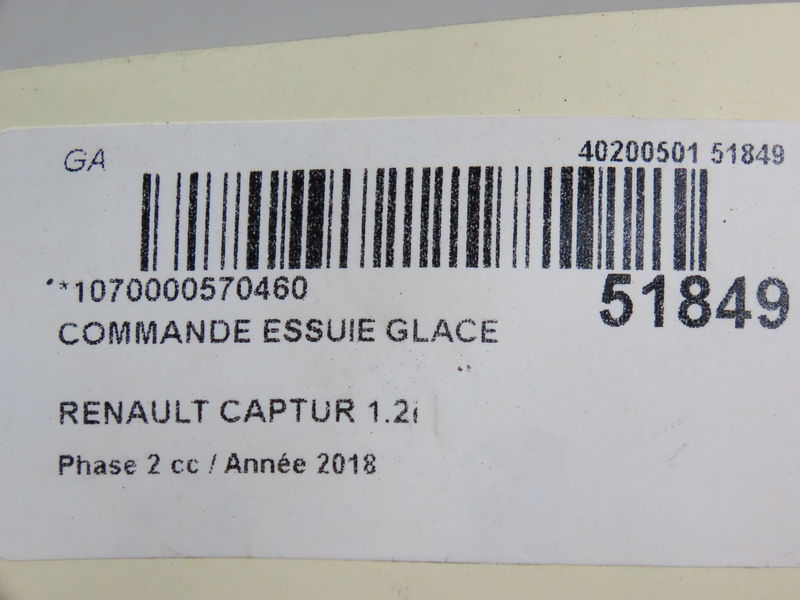 GA
40200501 51849
**1070000570460
51849
COMMANDE ESSUIE GLACE
RENAULT CAPTUR 1.2i
Phase 2 cc / Année 2018